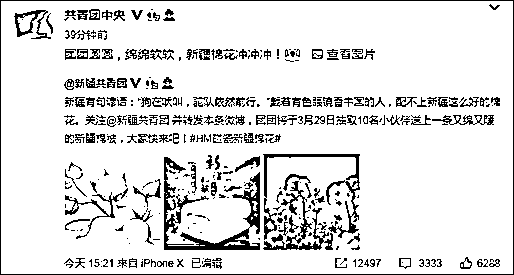 共青团中央
39分钟前
团团圆圆，绵绵软软，新疆棉花冲冲冲！ 查看图片
@新疆共青团
新疆有句谚语：“狗在吠叫，驼队依然前行。”戴着有色眼镜看中国的人，配不上新疆这么好的棉
花。关注@新疆共青团 并转发本条微博，团团将于3月29日抽取10名小伙伴送上一条又绵又暖
的新疆棉被，大家快来吧！#HM碰瓷新疆棉花#
今天 15:21 来自 iPhone X 已编辑
12497 3333 6288